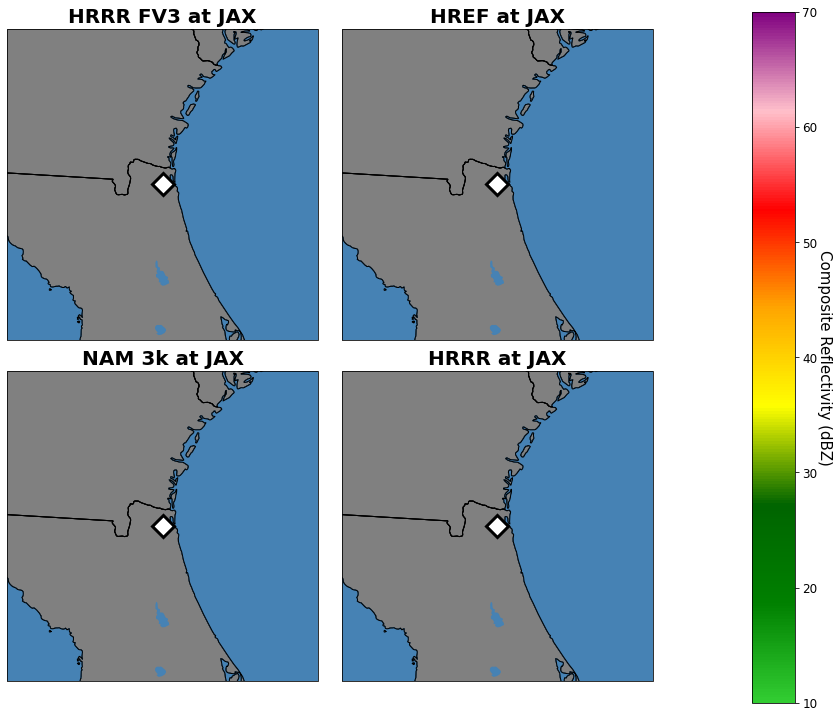 HRRR FV3 at JAX
HREF at JAX
NAM 3k at JAX
HRRR at JAX
70
60
50
40
30
20
10
Composite Reflectivity (dBZ)